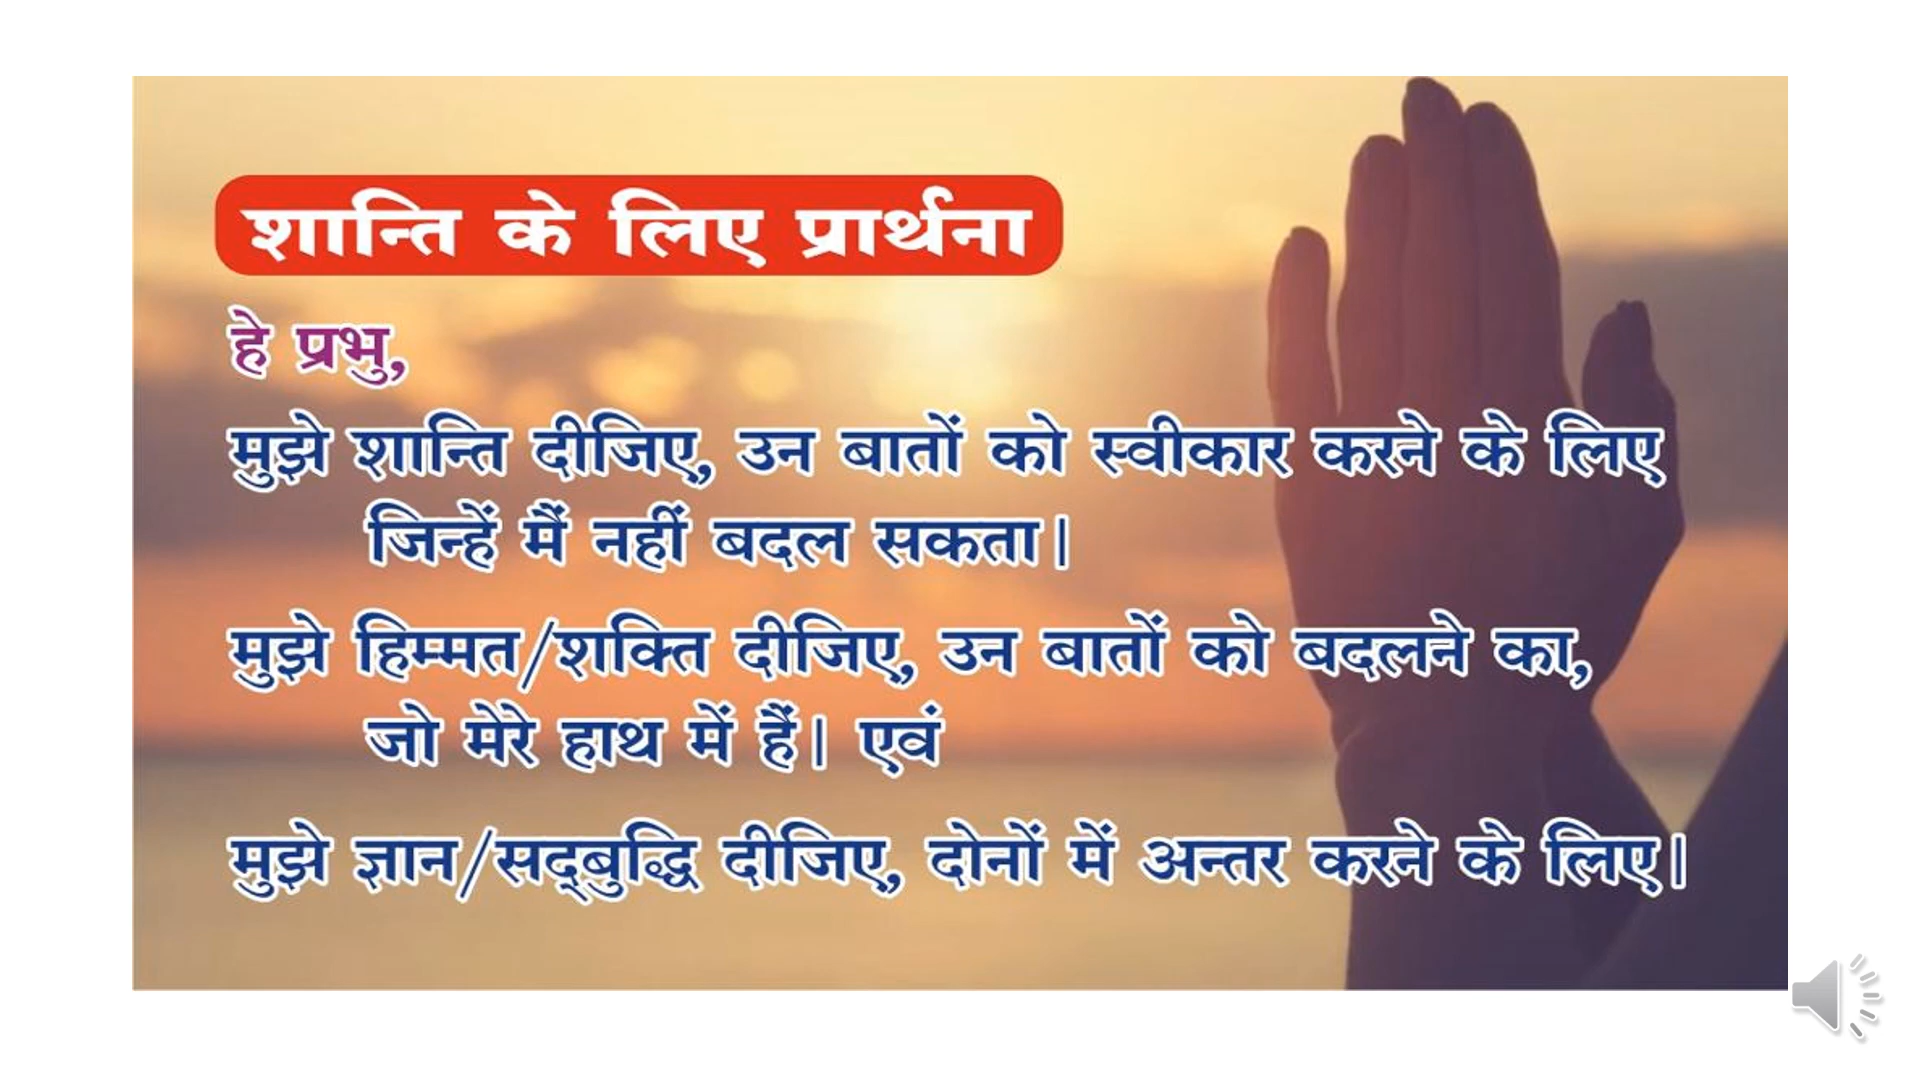 शान्ति के लिए प्रार्थना
हे प्रभु,
मुझे शान्ति दीजिए, उन बातों को स्वीकार करने के लिए
जिन्हें मैं नहीं बदल सकता।
मुझे हिम्मत/शक्ति दीजिए, उन बातों को बदलने का,
जो मेरे हाथ में हैं। एवं
मुझे ज्ञान/सद्‌बुद्धि दीजिए, दोनों में अन्तर करने के लिए।